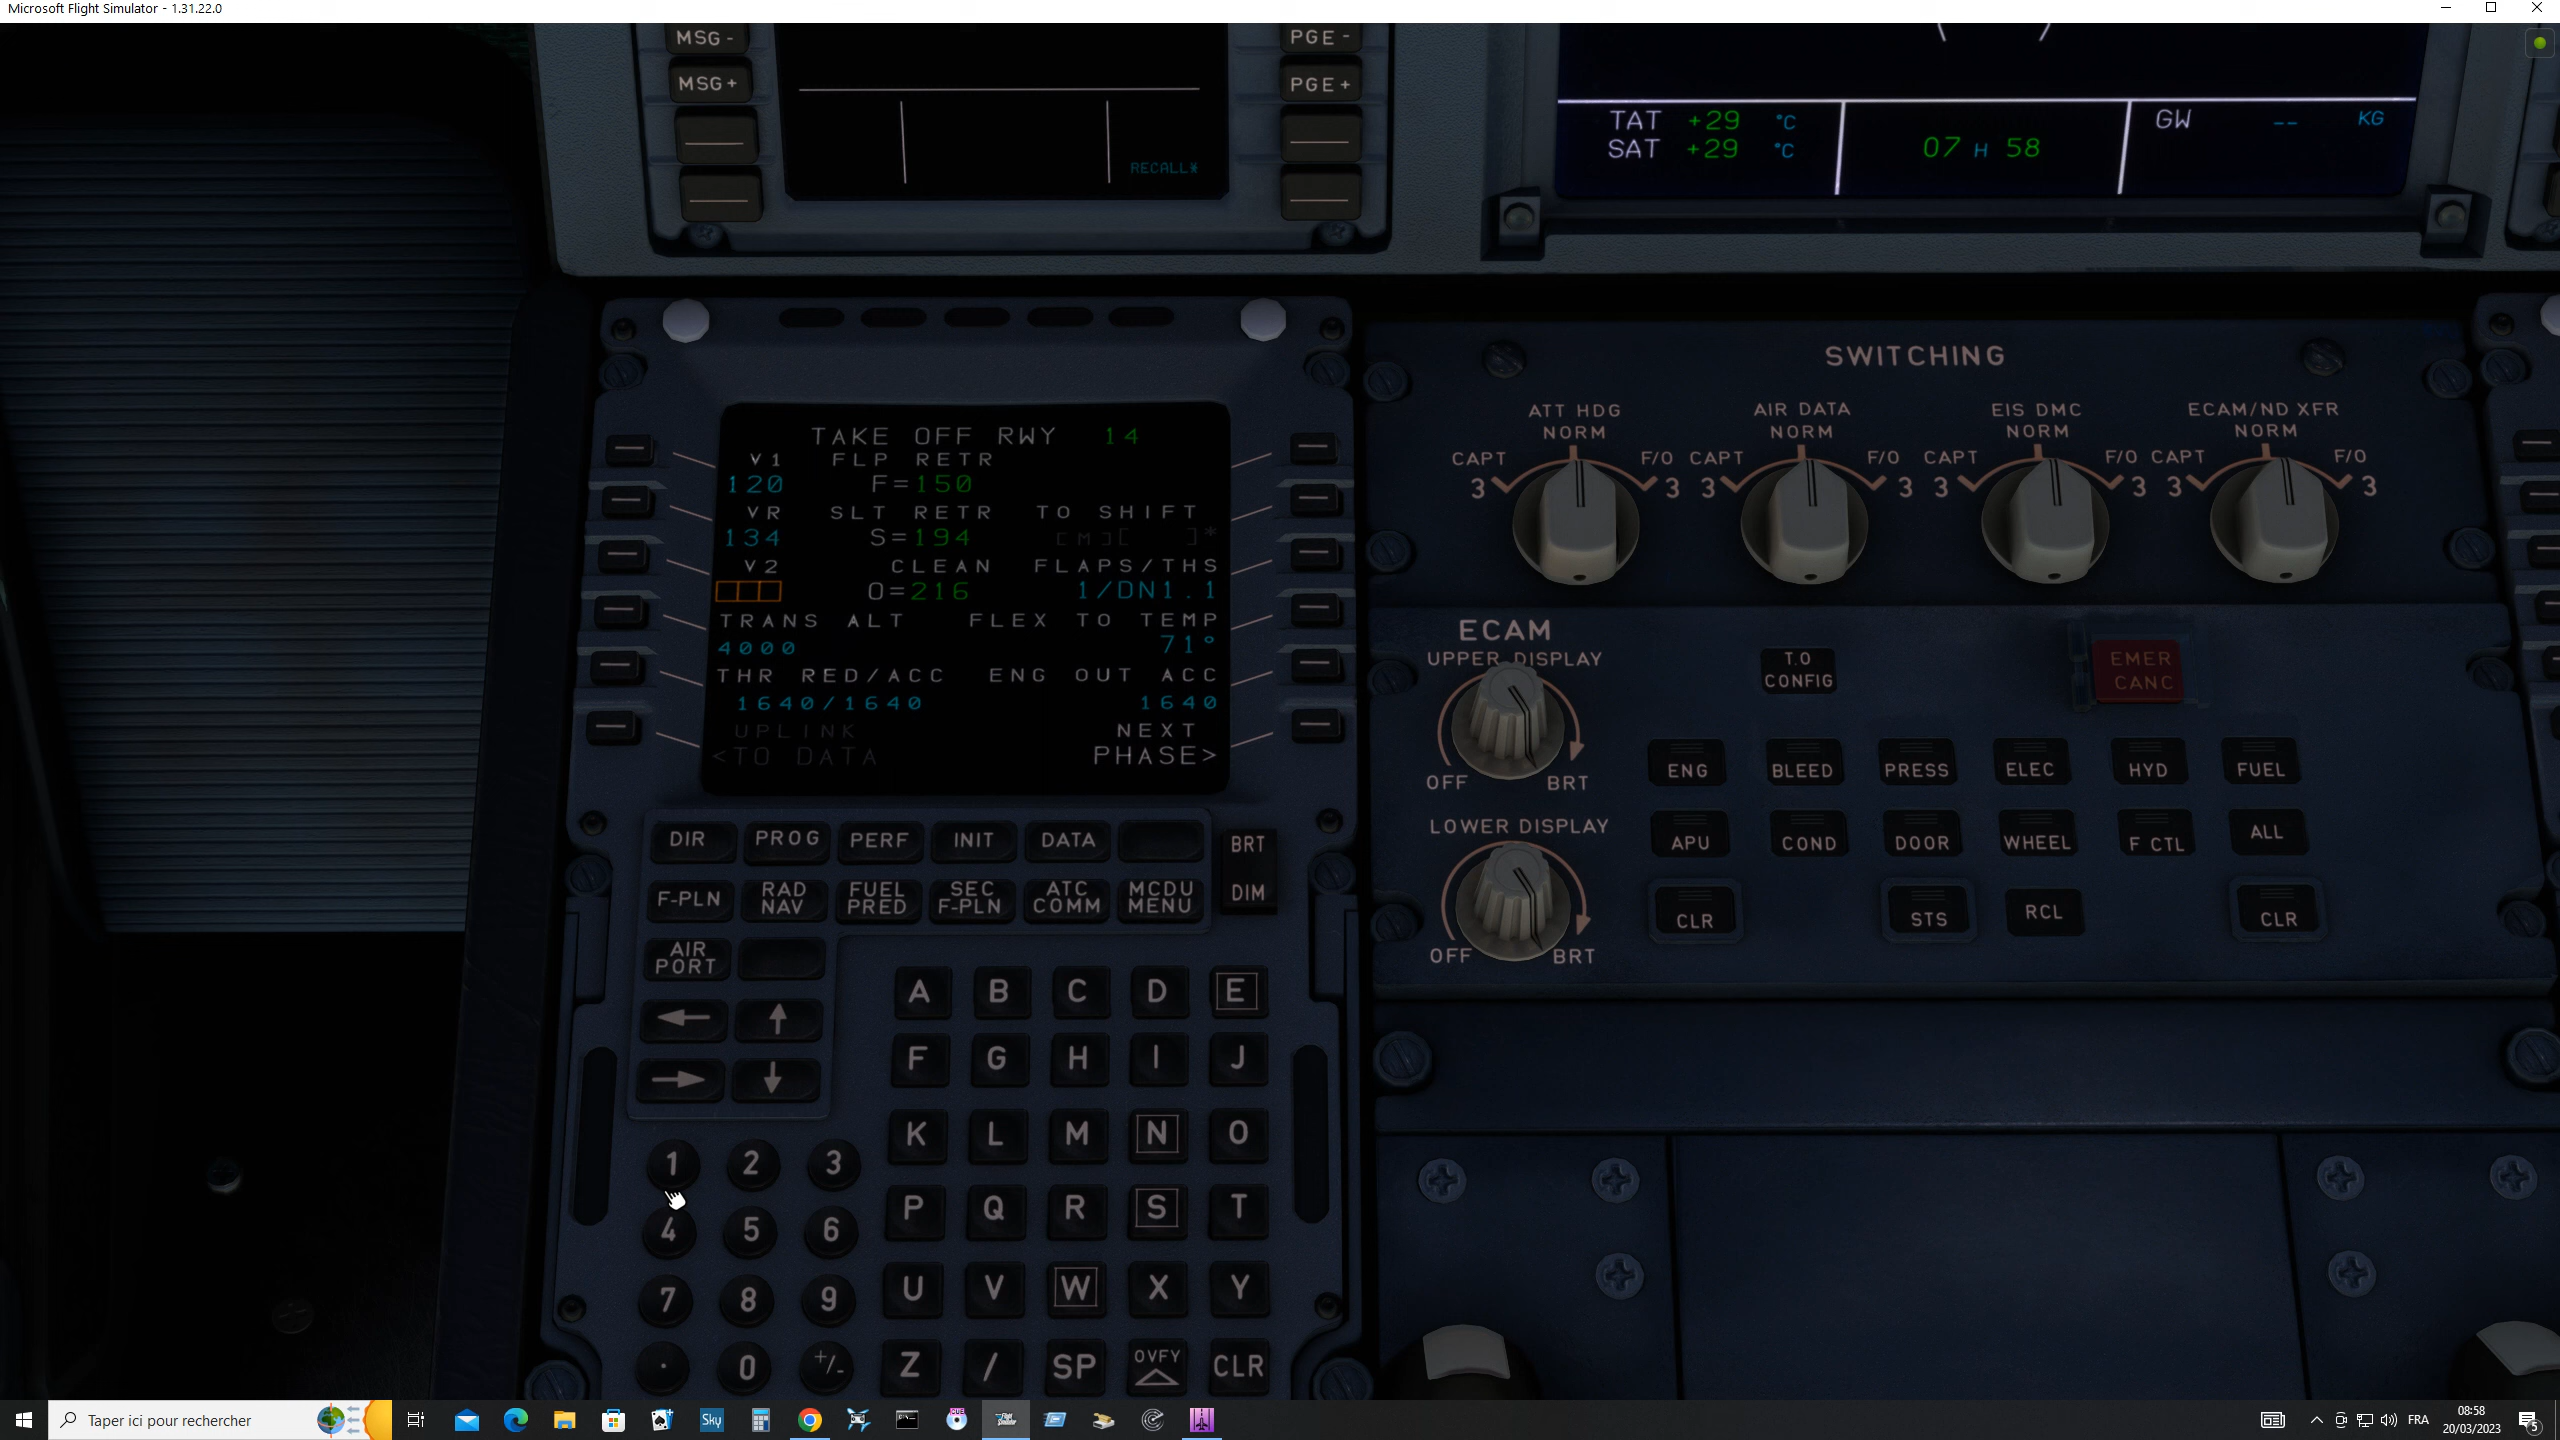 Microsoft Flight Simulator - 1.31.22.0
MSG -
MSG +
PGE -
PGE +
RECALL*
TAT +29 °C
SAT +29 °C
07 H 58
GW -- KG
TAKE OFF RWY 14
V1 FLP RETR
120 F=150
VR SLT RETR TO SHIFT
134 S=194 [M][ ]*
V2 CLEAN FLAPS/THS
O=216 1/DN1.1
TRANS ALT FLEX TO TEMP
4000 71°
THR RED/ACC ENG OUT ACC
1640/1640 1640
UPLINK NEXT
<TO DATA PHASE>
DIR PROG PERF INIT DATA
BRT
DIM
F-PLN RAD NAV FUEL PRED SEC F-PLN ATC COMM MCDU MENU
AIR PORT
A B C D E
F G H I J
K L M N O
P Q R S T
U V W X Y
Z / SP OVFY CLR
1 2 3
4 5 6
7 8 9
. 0 +/-
SWITCHING
ATT HDG AIR DATA EIS DMC ECAM/ND XFR
NORM NORM NORM NORM
CAPT F/O CAPT F/O CAPT F/O CAPT F/O
3 3 3 3 3 3 3 3
ECAM
UPPER DISPLAY
OFF BRT
LOWER DISPLAY
OFF BRT
T.O
CONFIG
EMER
CANC
ENG BLEED PRESS ELEC HYD FUEL
APU COND DOOR WHEEL F CTL ALL
CLR STS RCL CLR
Taper ici pour rechercher
Sky
CUE
FRA
08:58
20/03/2023
5